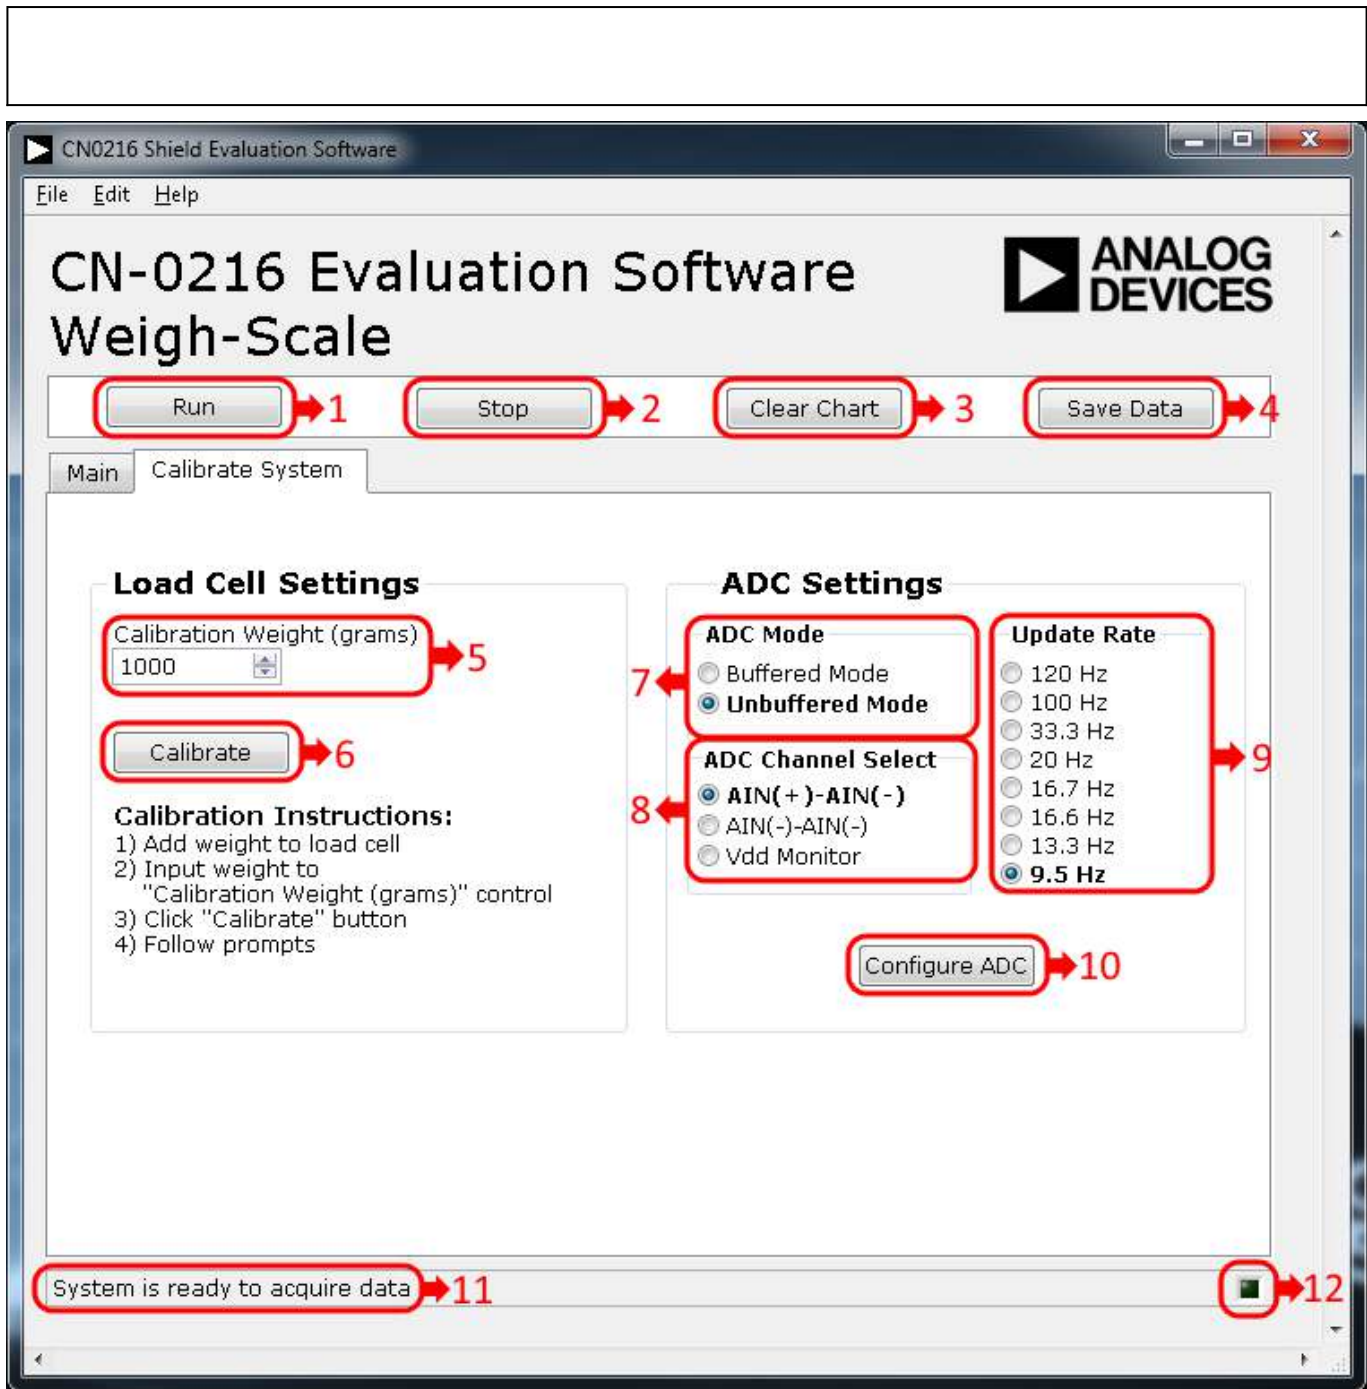 CN0216 Shield Evaluation Software
File Edit Help
CN-0216 Evaluation Software
Weigh-Scale
ANALOG
DEVICES
Run 1 Stop 2 Clear Chart 3 Save Data 4
Main Calibrate System
Load Cell Settings
Calibration Weight (grams)
1000
5
Calibrate 6
Calibration Instructions:
1) Add weight to load cell
2) Input weight to
"Calibration Weight (grams)" control
3) Click "Calibrate" button
4) Follow prompts
ADC Settings
ADC Mode
7
Buffered Mode
Unbuffered Mode
ADC Channel Select
8
AIN(+)-AIN(-)
AIN(-)-AIN(-)
Vdd Monitor
Update Rate
120 Hz
100 Hz
33.3 Hz
20 Hz
16.7 Hz
16.6 Hz
13.3 Hz
9.5 Hz
9
Configure ADC 10
System is ready to acquire data 11
12